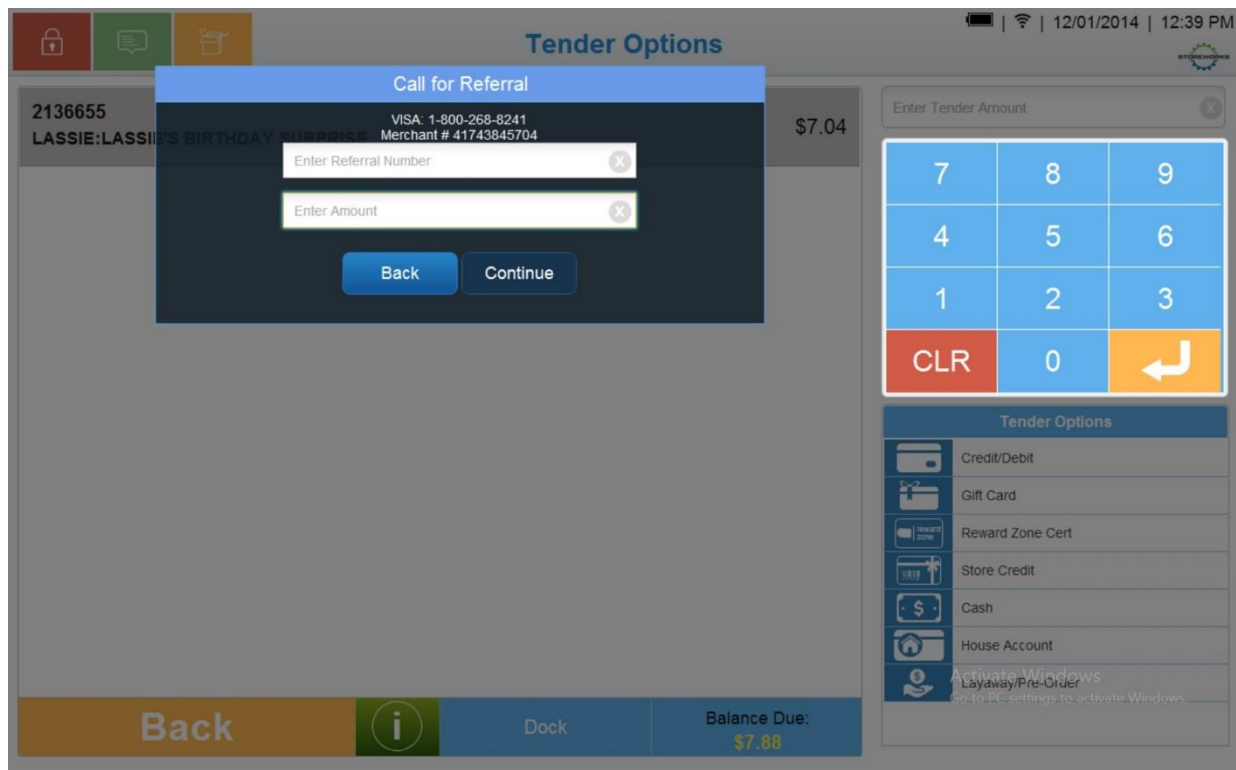 Tender Options
| | 12/01/2014 | 12:39 PM
STOREWORKS
Call for Referral
VISA: 1-800-268-8241
Merchant # 41743845704
Enter Referral Number
Enter Amount
Back Continue
2136655
LASSIE:LASSIE'S BIRTHDAY SURPRISE
$7.04
Enter Tender Amount
7 8 9
4 5 6
1 2 3
CLR 0
Tender Options
Credit/Debit
Gift Card
reward zone
Reward Zone Cert
Store Credit
$ Cash
House Account
$ Layaway/Pre-Order
Activate Windows
Go to PC settings to activate Windows.
Back i Dock Balance Due:
$7.88